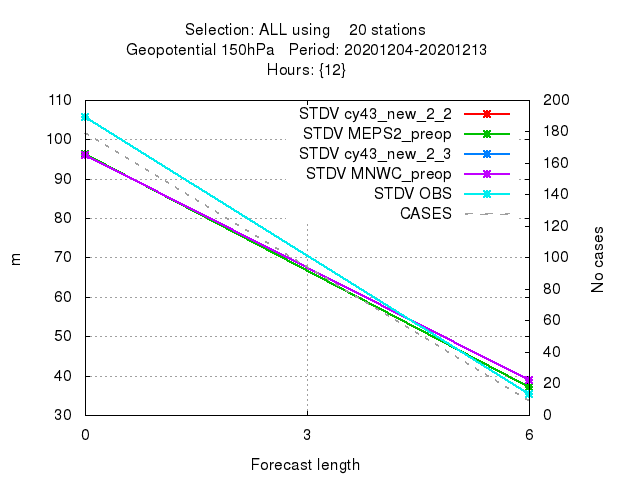 Selection: ALL using 20 stations
Geopotential 150hPa Period: 20201204-20201213
Hours: {12}
110 200
100 180
90 160
80 140
70 120
60 100
50 80
40 60
30 40
20
0
STDV cy43_new_2_2
STDV MEPS2_preop
STDV cy43_new_2_3
STDV MNWC_preop
STDV OBS
CASES
m
No cases
0 3 6
Forecast length